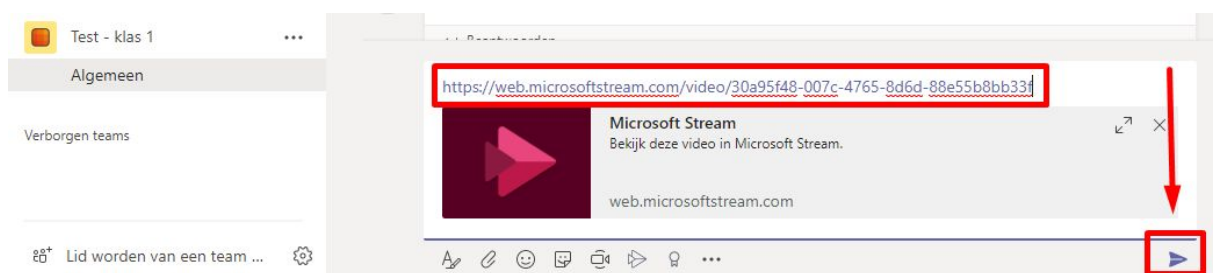 Test - klas 1
Algemeen
Verborgen teams
Lid worden van een team ...
Beantwoorden
https://web.microsoftstream.com/video/30a95f48-007c-4765-8d6d-88e55b8bb33f
Microsoft Stream
Bekijk deze video in Microsoft Stream.
web.microsoftstream.com